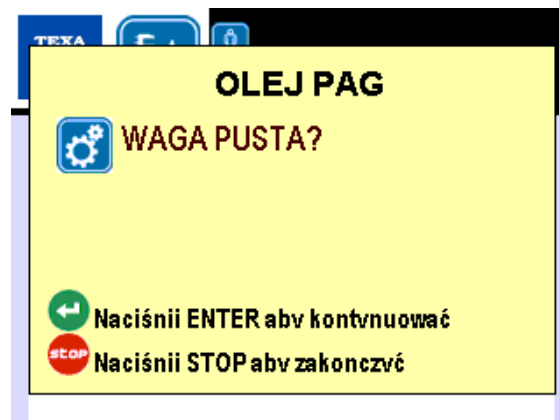 TEXA
OLEJ PAG
WAGA PUSTA?
Naciśnii ENTER abv kontvnuować
stop Naciśnii STOP abv zakonczvć